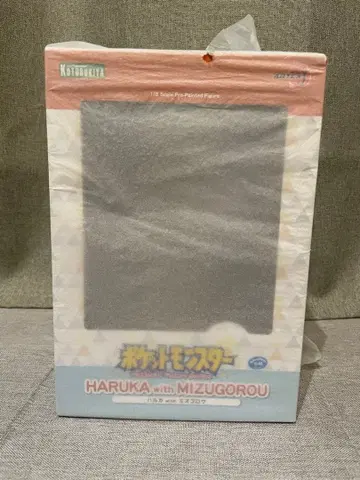 KOTOBUKIYA
1/8 Scale Pre-Painted Figure
ポケットモンスター
HARUKA with MIZUGOROU
ハルカ with ミズゴロウ